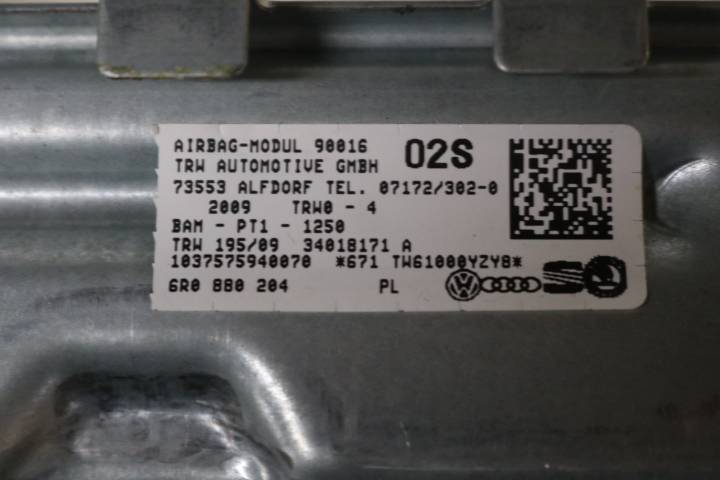 AIRBAG-MODUL 90016 02S
TRW AUTOMOTIVE GMBH
73553 ALFDORF TEL. 07172/302-0
2009 TRW0 - 4
BAM - PT1 - 1250
TRW 195/09 34018171 A
1037575940070 *671 TW61000YZYB*
6R0 880 204 PL